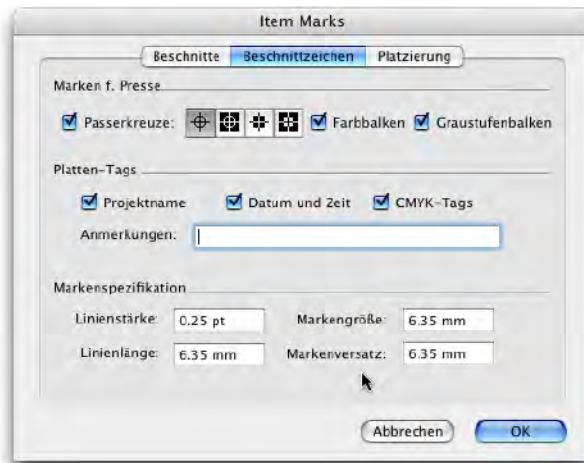 Item Marks
Beschnitte Beschnittzeichen Platzierung
Marken f. Presse
Passerkreuze: Farbbalken Graustufenbalken
Platten-Tags
Projektname Datum und Zeit CMYK-Tags
Anmerkungen:
Markenspezifikation
Linienstärke: 0.25 pt Markengröße: 6.35 mm
Linienlänge: 6.35 mm Markenversatz: 6.35 mm
Abbrechen OK